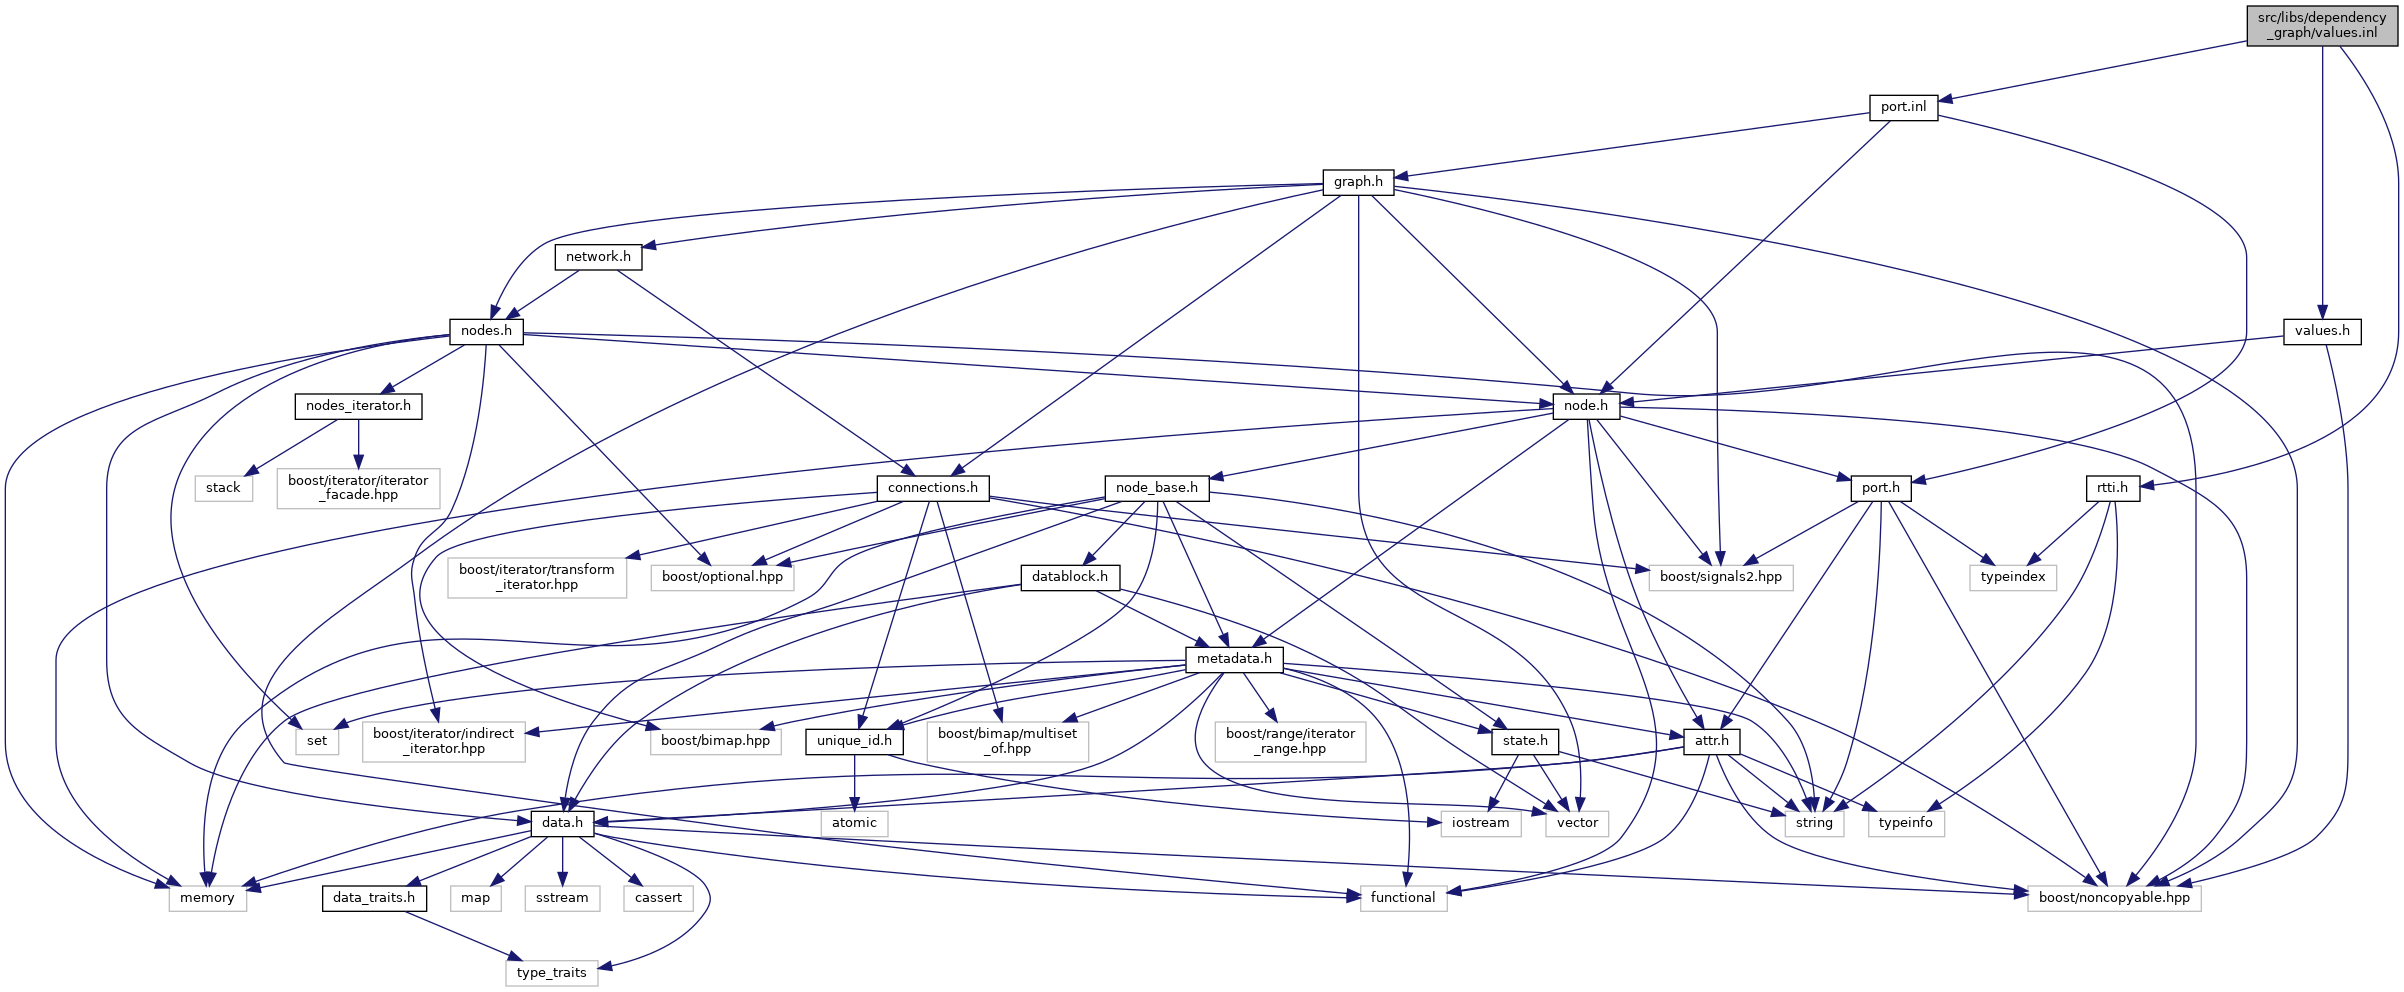 src/libs/dependency
_graph/values.inl
port.inl
graph.h
network.h
nodes.h
values.h
nodes_iterator.h
node.h
stack
boost/iterator/iterator
_facade.hpp
connections.h
node_base.h
port.h
rtti.h
boost/iterator/transform
_iterator.hpp
boost/optional.hpp
datablock.h
boost/signals2.hpp
typeindex
metadata.h
set
boost/iterator/indirect
_iterator.hpp
boost/bimap.hpp
unique_id.h
boost/bimap/multiset
_of.hpp
boost/range/iterator
_range.hpp
state.h
attr.h
data.h
atomic
iostream
vector
string
typeinfo
memory
data_traits.h
map
sstream
cassert
functional
boost/noncopyable.hpp
type_traits